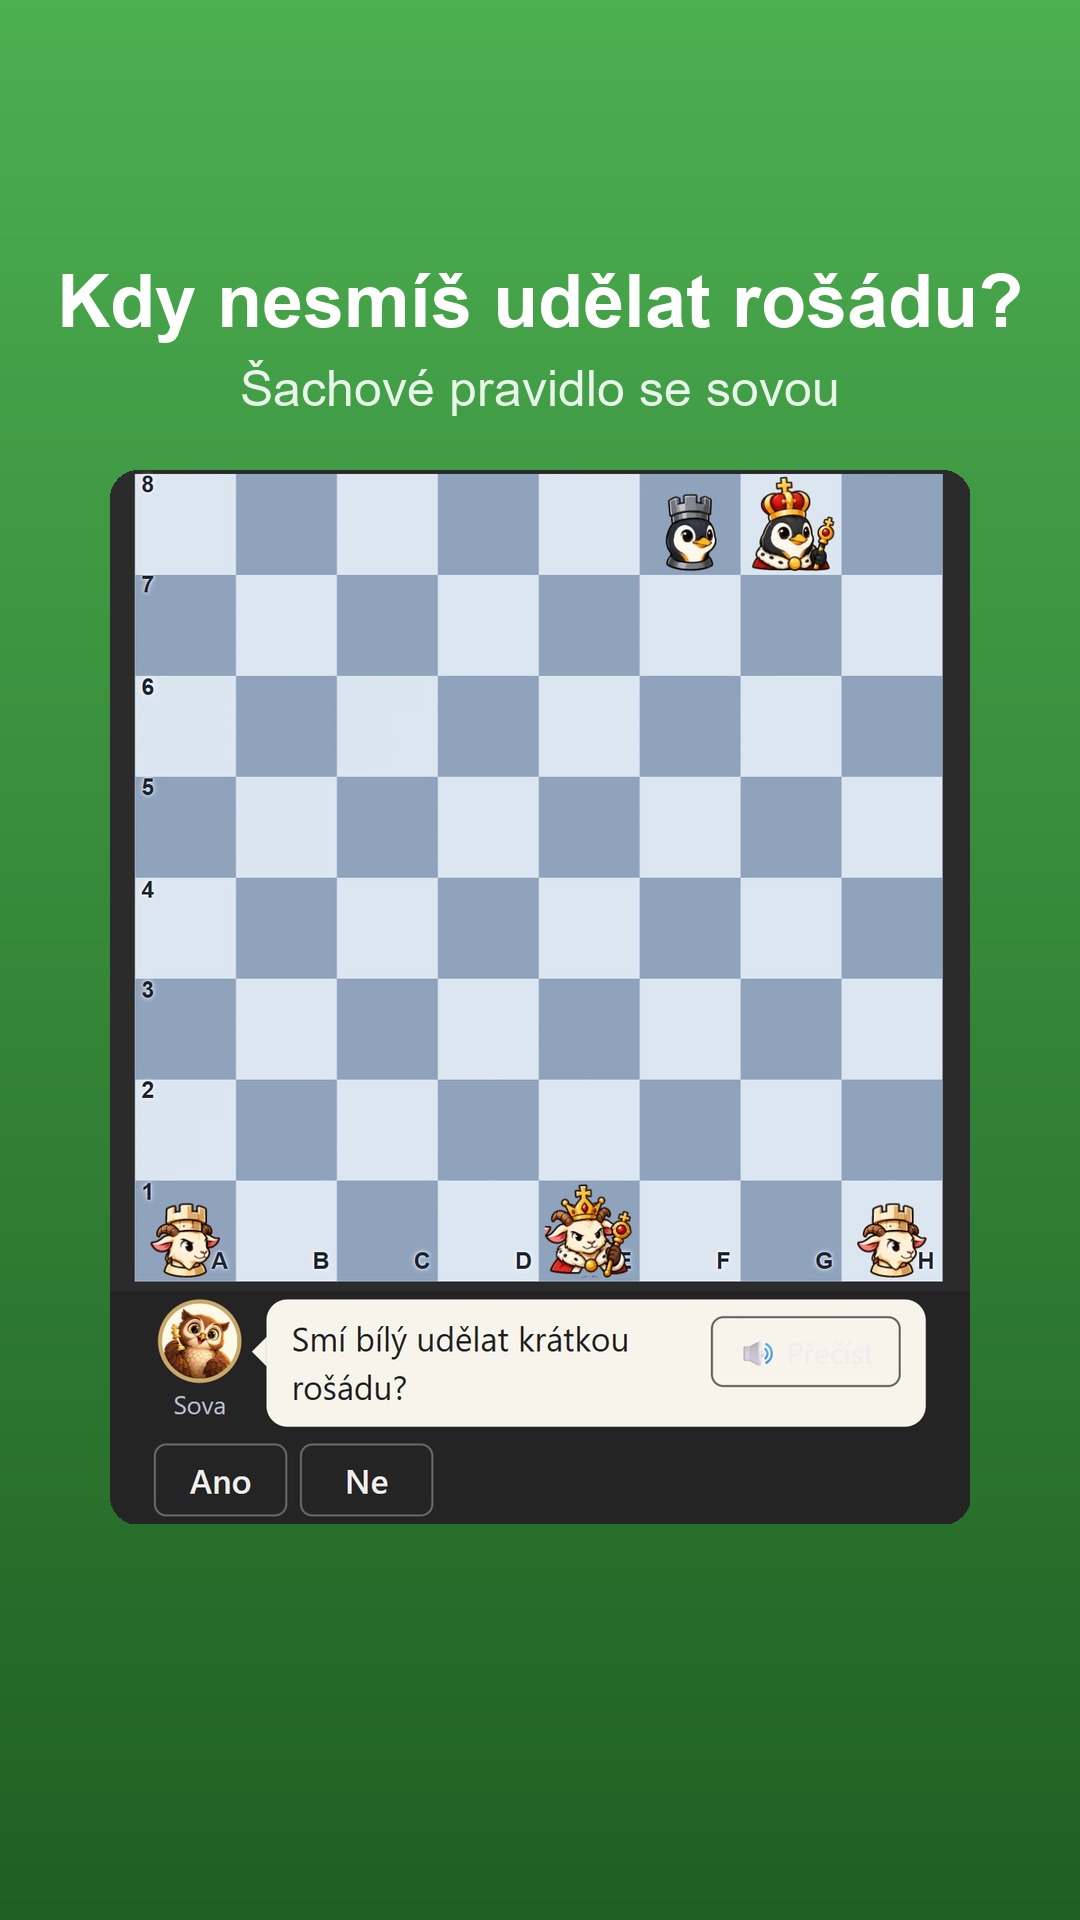 Kdy nesmíš udělat rošádu?
Šachové pravidlo se sovou
8
7
6
5
4
3
2
1
A B C D E F G H
Smí bílý udělat krátkou
rošádu?
Přečíst
Sova
Ano
Ne